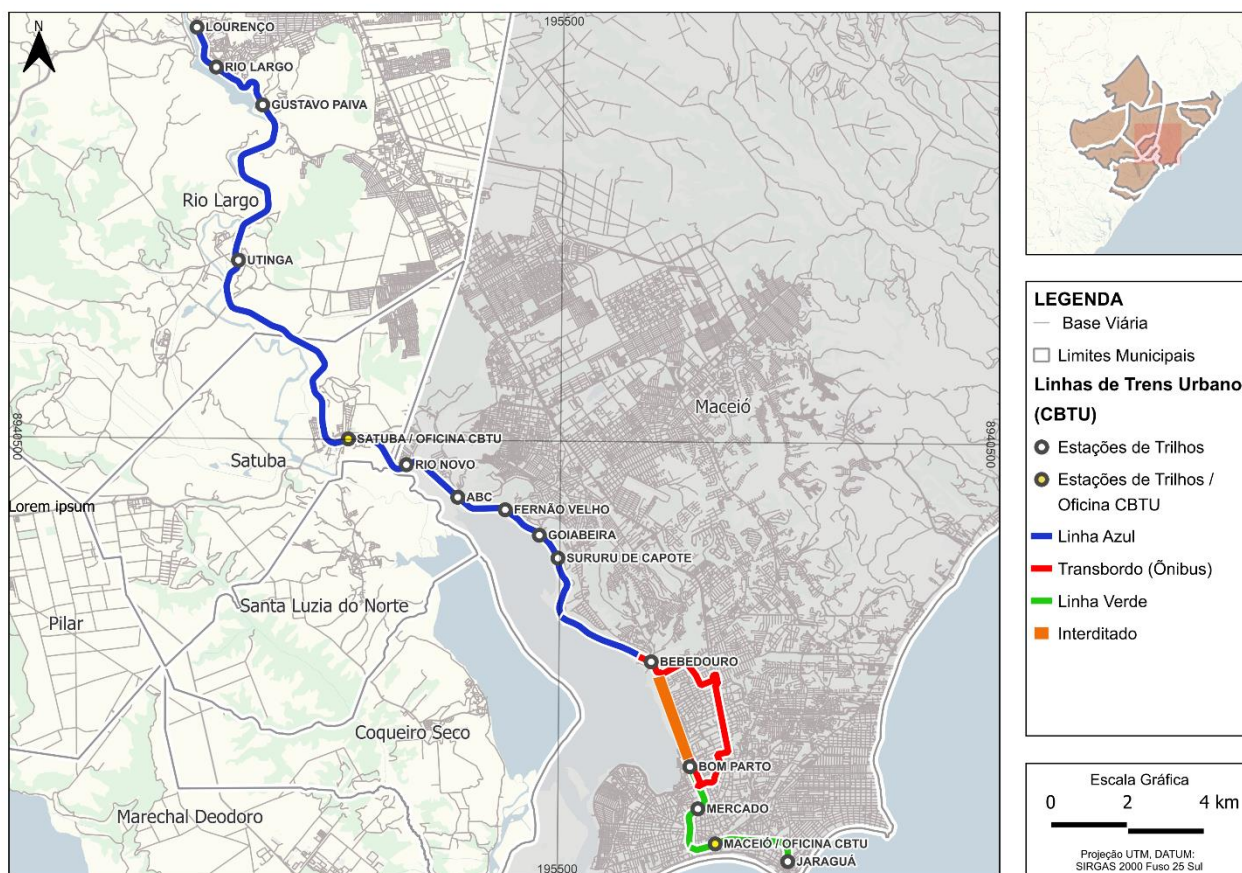 195500
N
LOURENÇO
RIO LARGO
GUSTAVO PAIVA
Rio Largo
UTINGA
Maceió
8940500
8940500
SATUBA / OFICINA CBTU
Satuba
RIO NOVO
ABC
Lorem ipsum
FERNÃO VELHO
GOIABEIRA
SURURU DE CAPOTE
Santa Luzia do Norte
Pilar
BEBEDOURO
Coqueiro Seco
BOM PARTO
Marechal Deodoro
MERCADO
MACEIÓ / OFICINA CBTU
JARAGUÁ
195500
LEGENDA
Base Viária
Limites Municipais
Linhas de Trens Urbano
(CBTU)
Estações de Trilhos
Estações de Trilhos /
Oficina CBTU
Linha Azul
Transbordo (Ônibus)
Linha Verde
Interditado
Escala Gráfica
0 2 4 km
Projeção UTM, DATUM:
SIRGAS 2000 Fuso 25 Sul